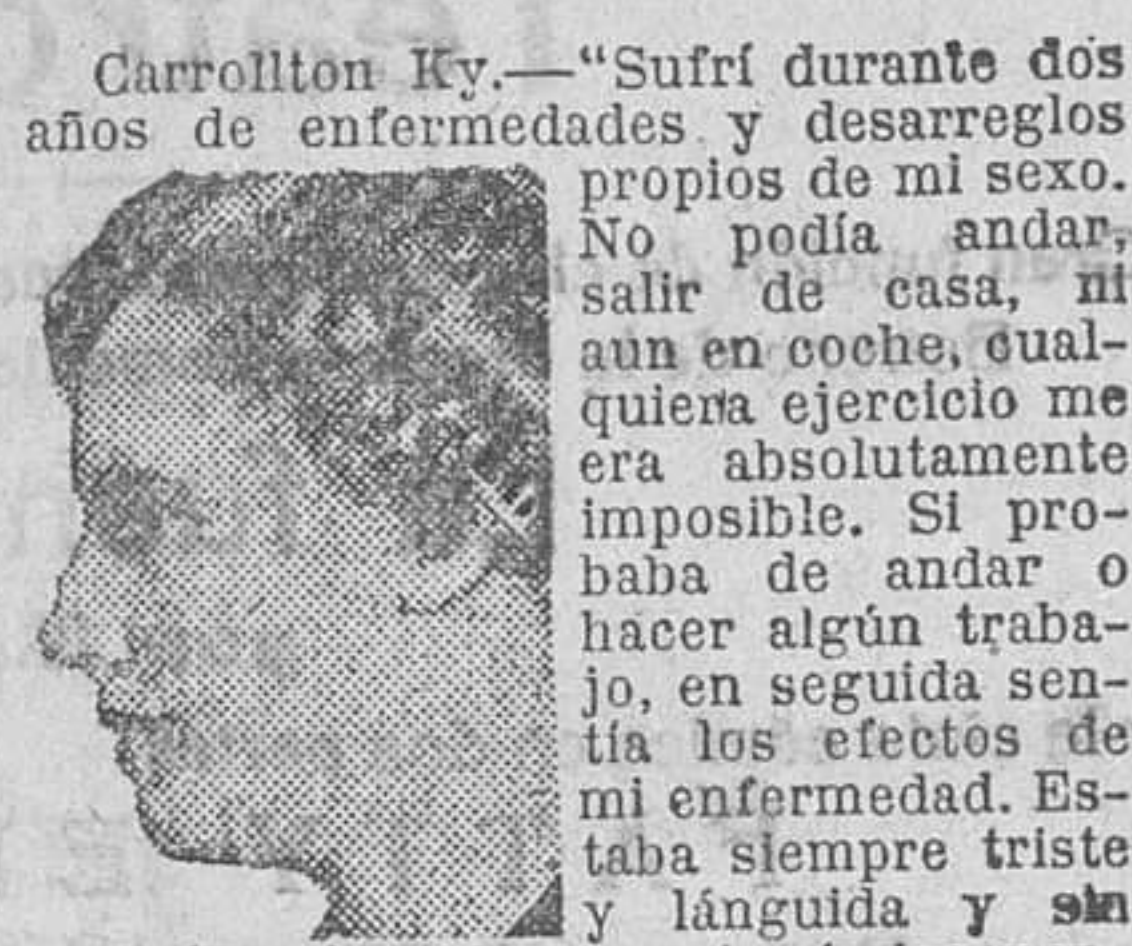 Carrollton Ky.—“Sufrí durante dos
años de enfermedades y desarreglos
propios de mi sexo.
No podía andar,
salir de casa, ni
aun en coche, cual-
quiera ejercicio me
era absolutamente
imposible. Si pro-
baba de andar o
hacer algún traba-
jo, en seguida sen-
tía los efectos de
mi enfermedad. Es-
taba siempre triste
y lánguida y sin